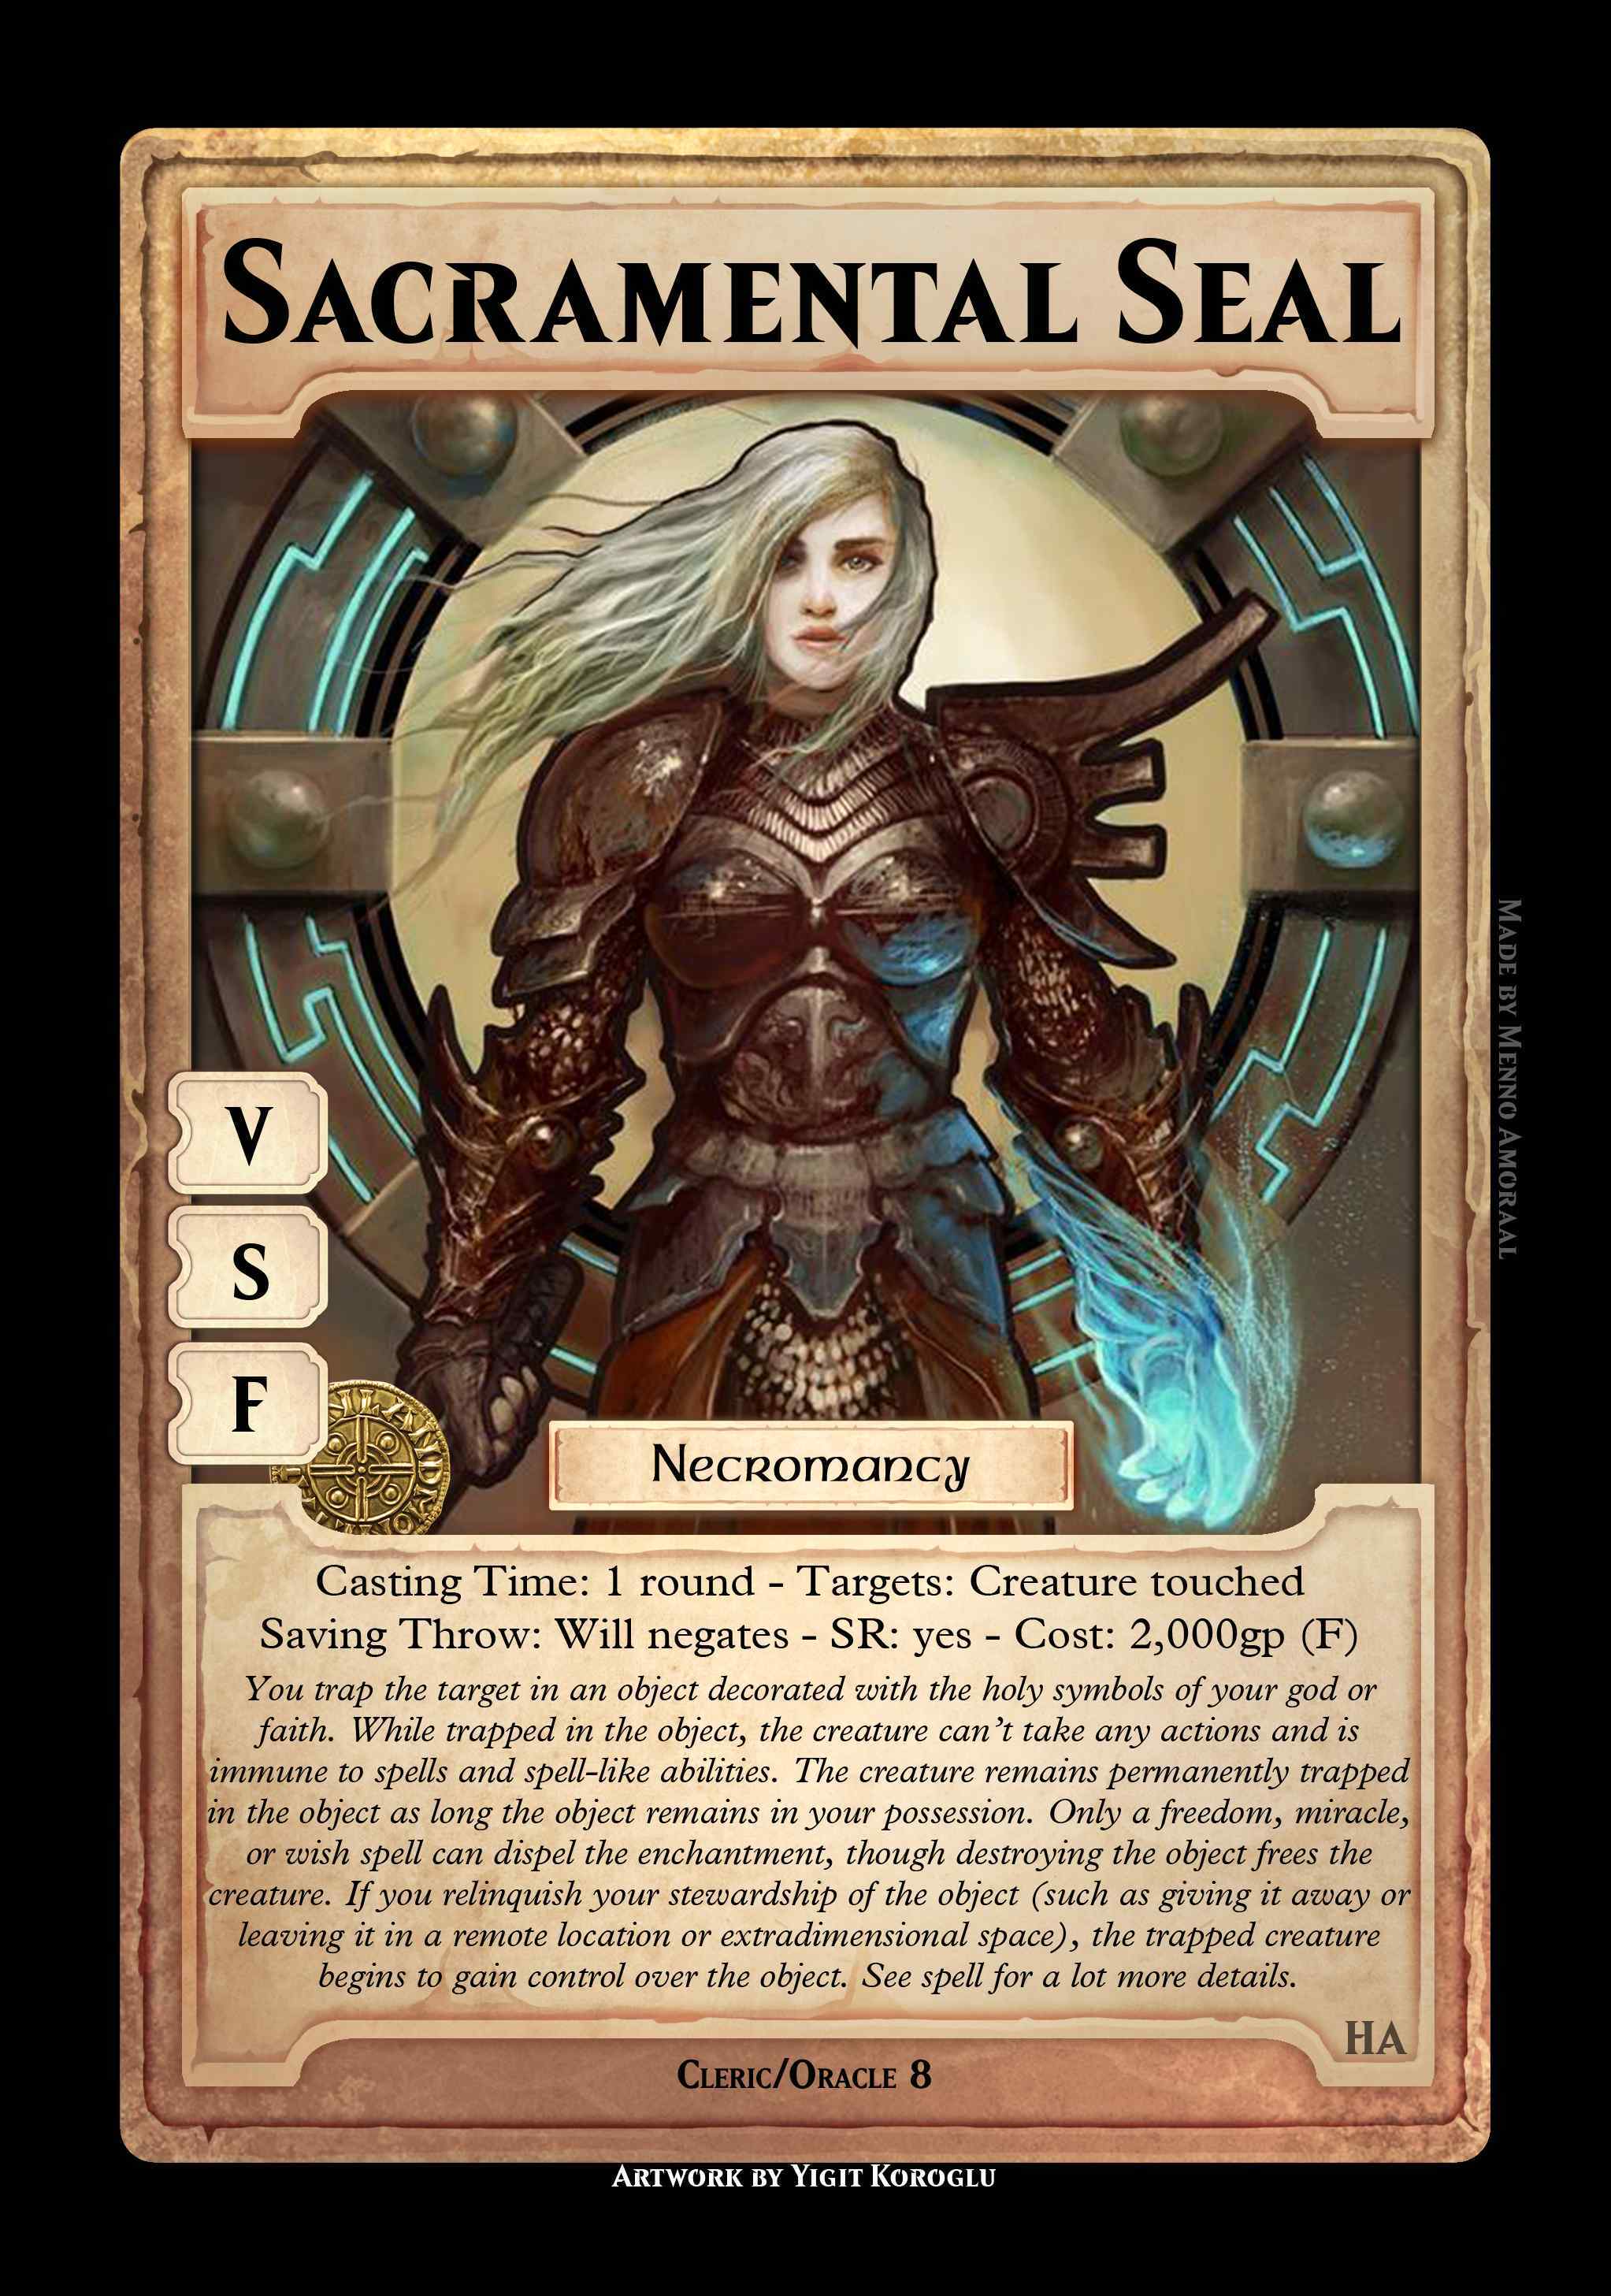 Sacramental Seal
V
S
F
Necromancy
Casting Time: 1 round - Targets: Creature touched
Saving Throw: Will negates - SR: yes - Cost: 2,000gp (F)
You trap the target in an object decorated with the holy symbols of your god or
faith. While trapped in the object, the creature can't take any actions and is
immune to spells and spell-like abilities. The creature remains permanently trapped
in the object as long the object remains in your possession. Only a freedom, miracle,
or wish spell can dispel the enchantment, though destroying the object frees the
creature. If you relinquish your stewardship of the object (such as giving it away or
leaving it in a remote location or extradimensional space), the trapped creature
begins to gain control over the object. See spell for a lot more details.
HA
Cleric/Oracle 8
Artwork by Yigit Koroglu
Made by Menno Amoraal